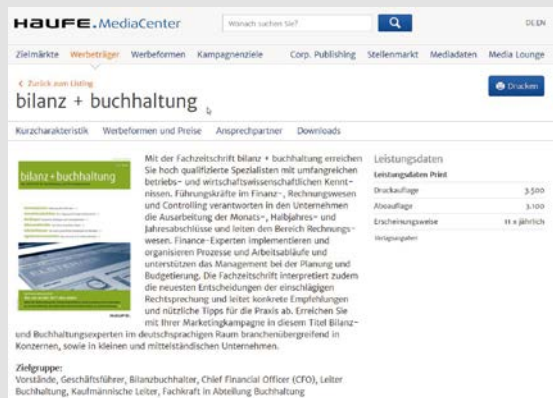 HAUFE.MediaCenter
Wonach suchen Sie?
DE EN
Zielmärkte Werbeträger Werbeformen Kampagnenziele Corp. Publishing Stellenmarkt Mediadaten Media Lounge
Zurück zum Listing
Drucken
bilanz + buchhaltung
Kurzcharakteristik Werbeformen und Preise Ansprechpartner Downloads
bilanz+buchhaltung
Mit der Fachzeitschrift bilanz + buchhaltung erreichen
Sie hoch qualifizierte Spezialisten mit umfangreichen
betriebs- und wirtschaftswissenschaftlichen Kennt-
nissen. Führungskräfte im Finanz-, Rechnungswesen
und Controlling verantworten in den Unternehmen
die Ausarbeitung der Monats-, Halbjahres- und
Jahresabschlüsse und leiten den Bereich Rechnungs-
wesen. Finance-Experten implementieren und
organisieren Prozesse und Arbeitsabläufe und
unterstützen das Management bei der Planung und
Budgetierung. Die Fachzeitschrift interpretiert zudem
die neuesten Entscheidungen der einschlägigen
Rechtsprechung und leitet konkrete Empfehlungen
und nützliche Tipps für die Praxis ab. Erreichen Sie
mit Ihrer Marketingkampagne in diesem Titel Bilanz-
und Buchhaltungsexperten im deutschsprachigen Raum branchenübergreifend in
Konzernen, sowie in kleinen und mittelständischen Unternehmen.
Zielgruppe:
Vorstände, Geschäftsführer, Bilanzbuchhalter, Chief Financial Officer (CFO), Leiter
Buchhaltung, Kaufmännische Leiter, Fachkraft in Abteilung Buchhaltung
Leistungsdaten
Leistungsdaten Print
Druckauflage 3.500
Aboauflage 3.100
Erscheinungsweise 11 x jährlich
Verlagsangaben